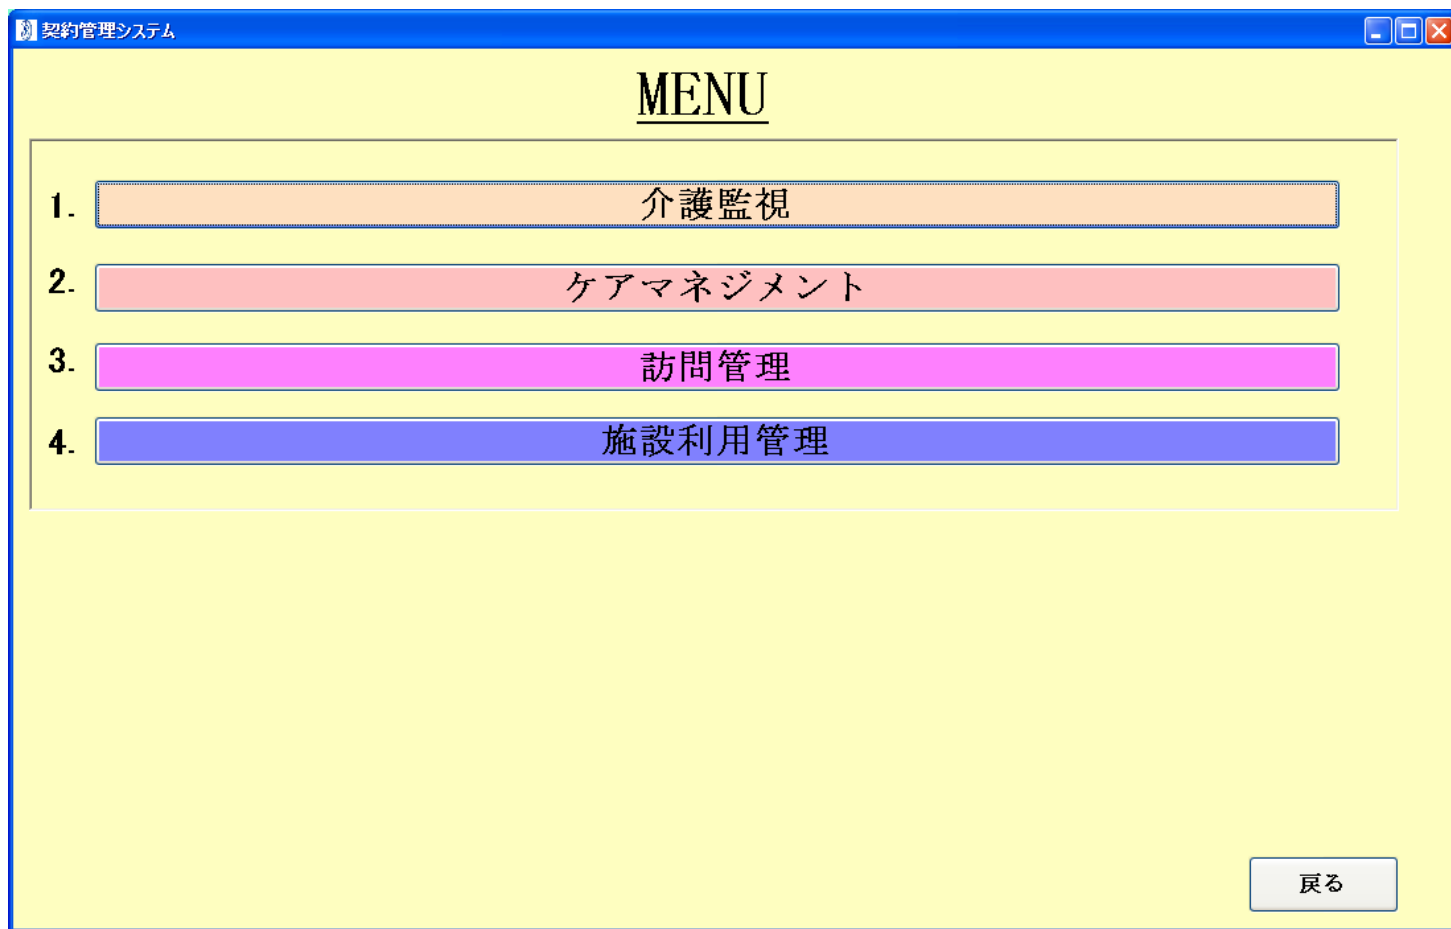 契約管理システム
MENU
1. 介護監視
2. ケアマネジメント
3. 訪問管理
4. 施設利用管理
戻る